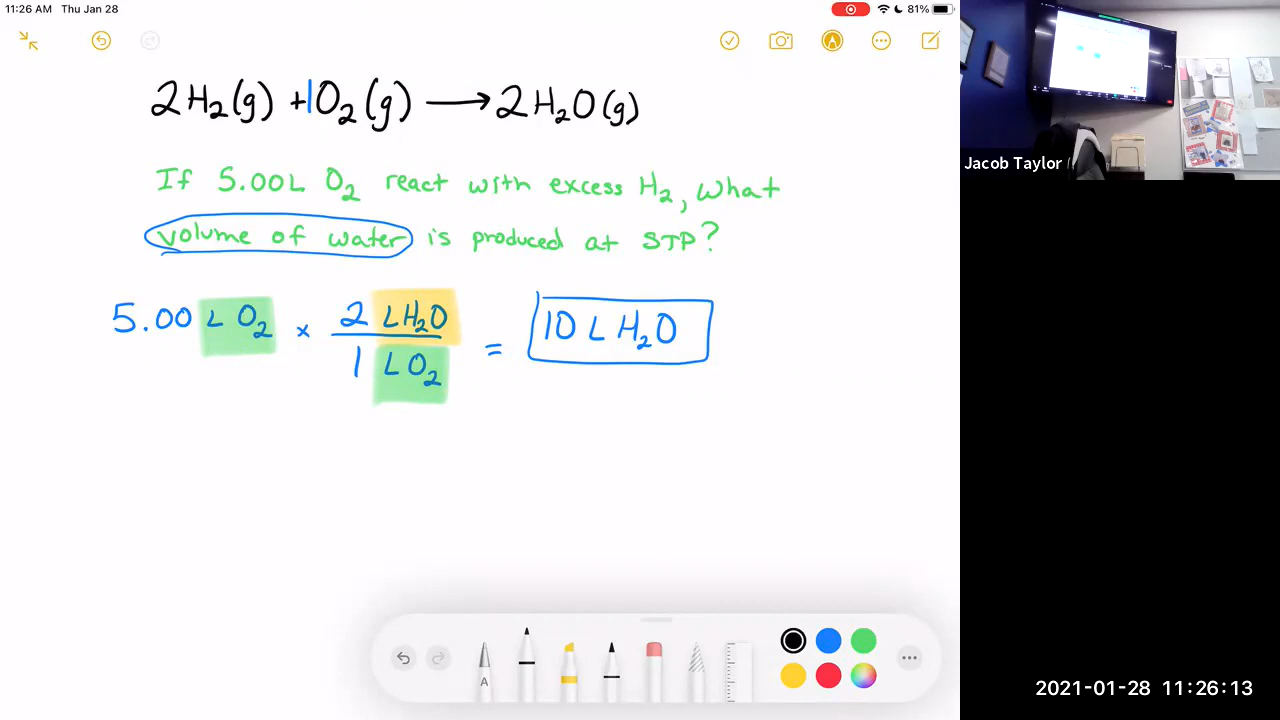 11:26 AM Thu Jan 28
81%
2H₂(g) + 1O₂(g) ⟶ 2H₂O(g)
If 5.00L O₂ react with excess H₂, what
volume of water is produced at STP?
5.00 L O₂ × 2 LH₂O / 1 LO₂ = 10 L H₂O
A
Jacob Taylor
2021-01-28 11:26:13